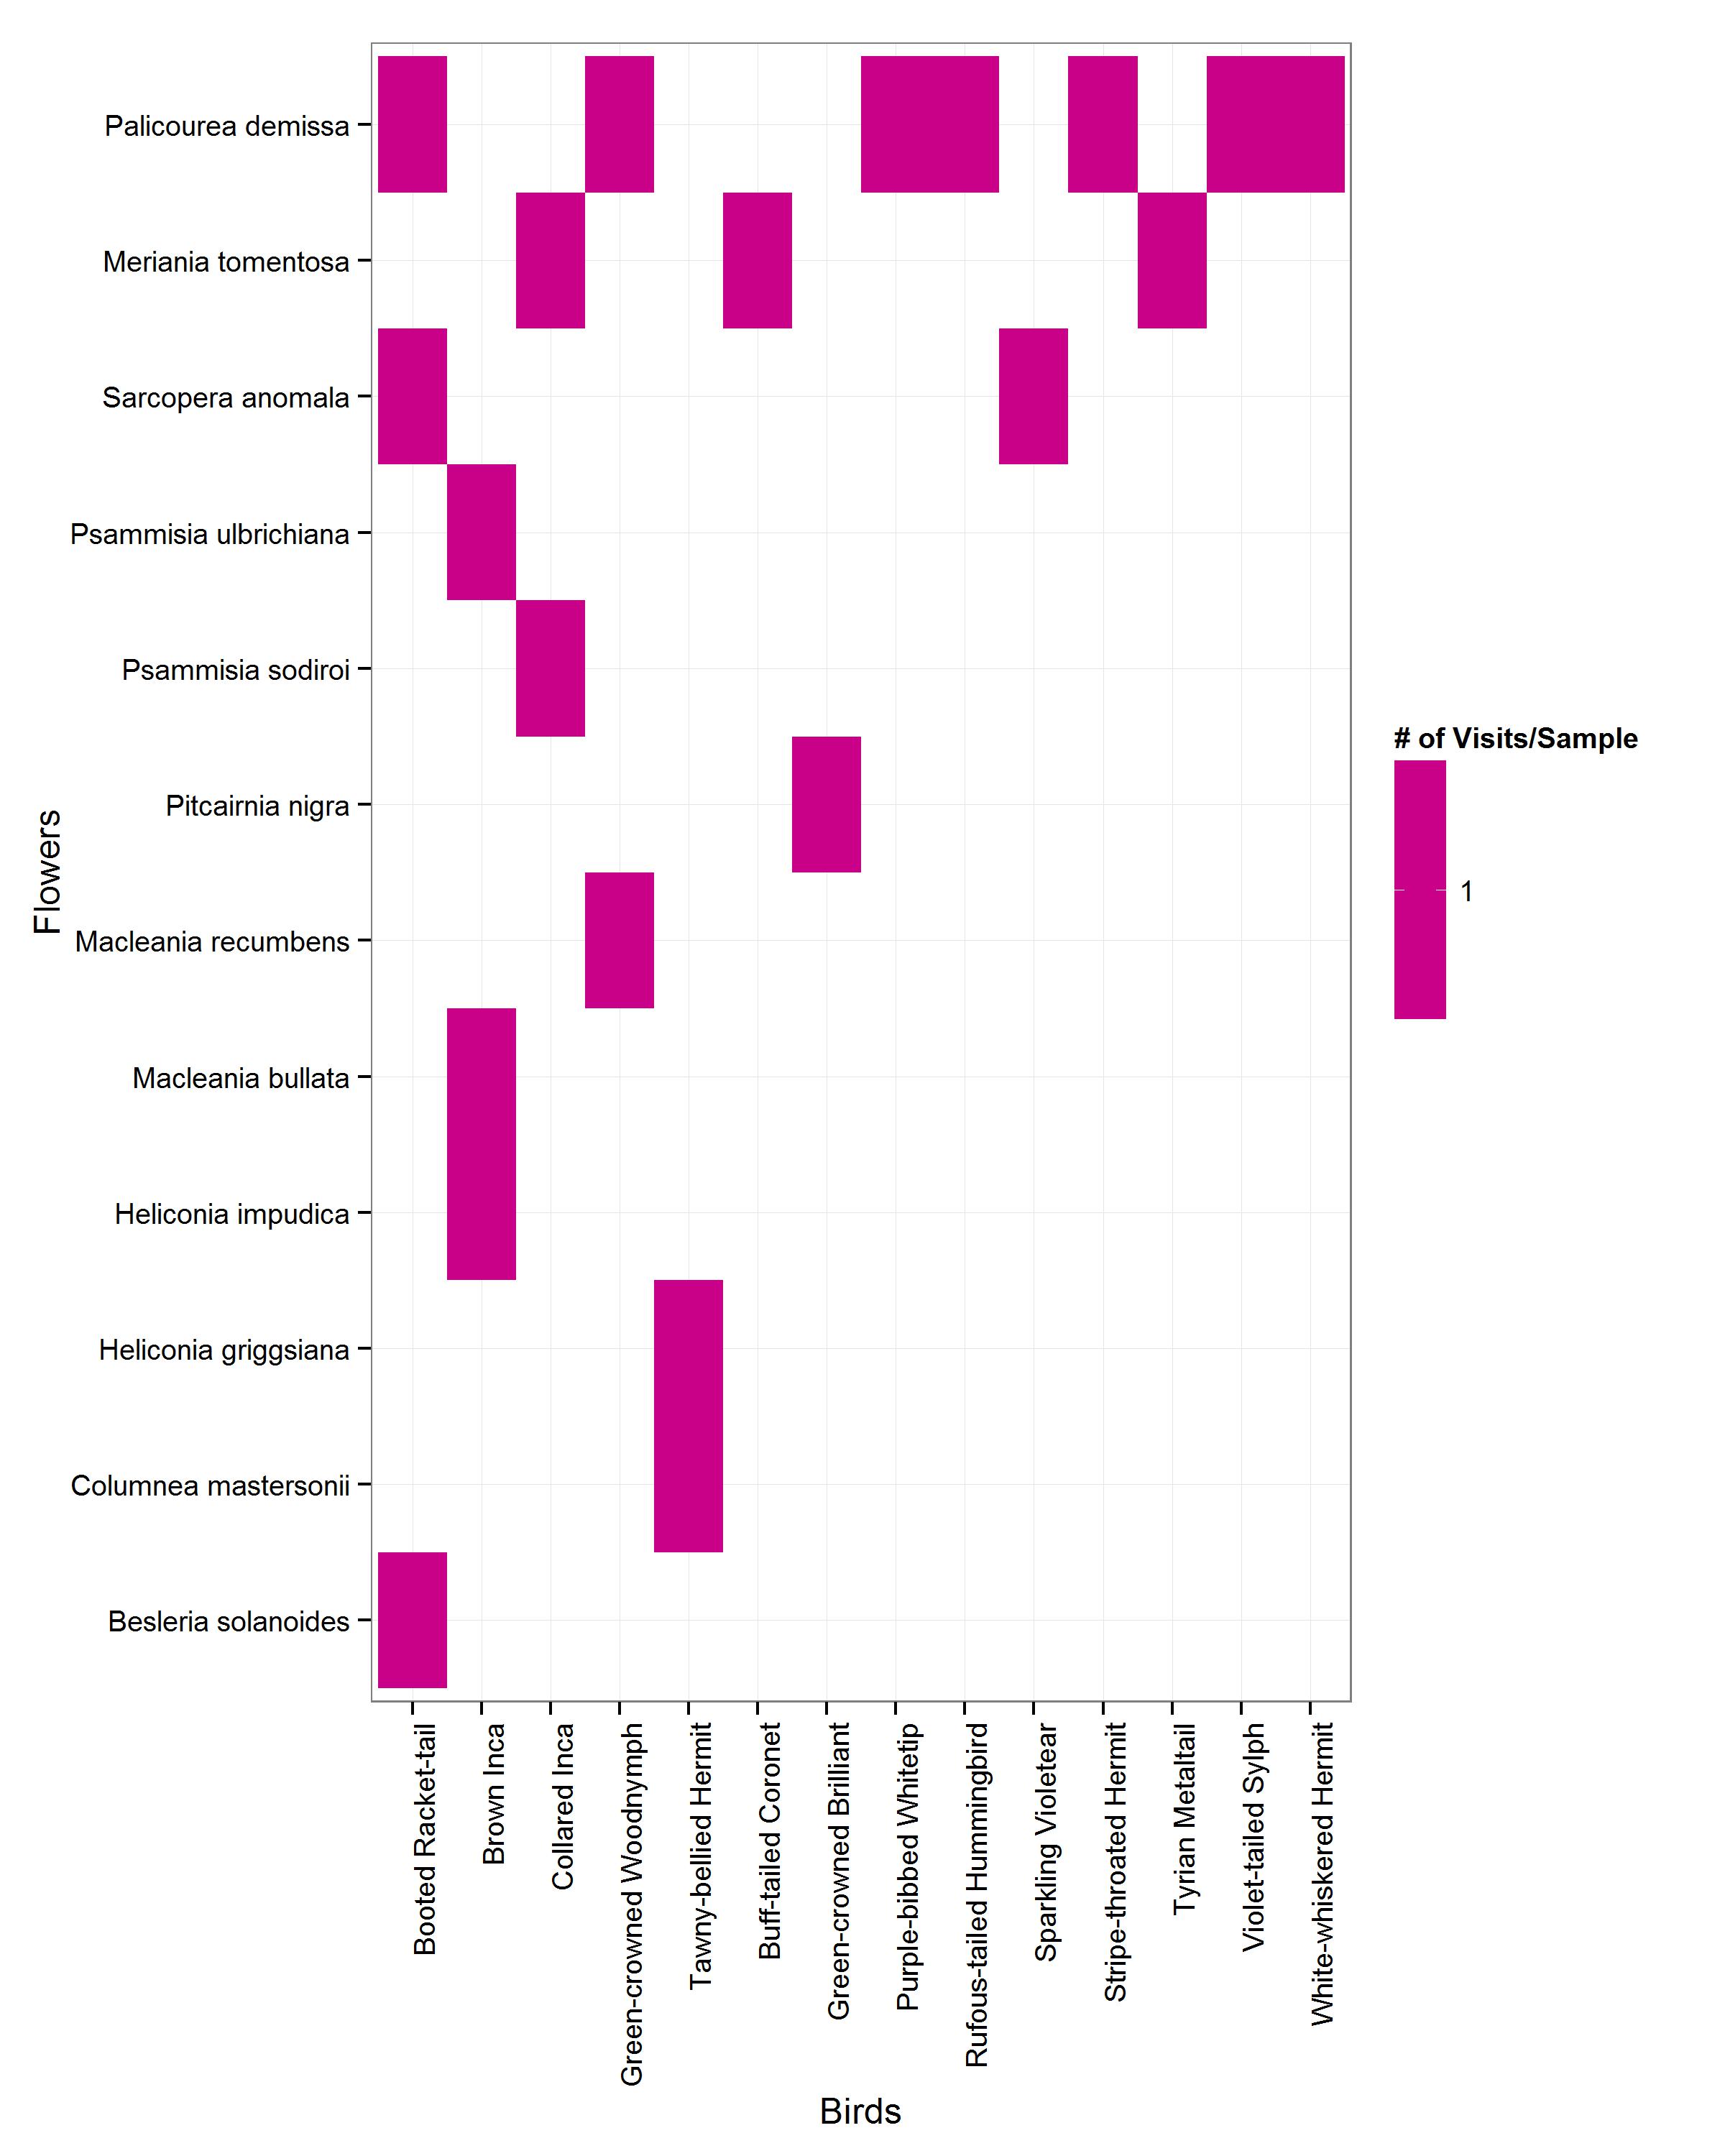 Palicourea demissa
Meriania tomentosa
Sarcopera anomala
Psammisia ulbrichiana
Psammisia sodiroi
Pitcairnia nigra
Macleania recumbens
Macleania bullata
Heliconia impudica
Heliconia griggsiana
Columnea mastersonii
Besleria solanoides
Flowers
Booted Racket-tail
Brown Inca
Collared Inca
Green-crowned Woodnymph
Tawny-bellied Hermit
Buff-tailed Coronet
Green-crowned Brilliant
Purple-bibbed Whitetip
Rufous-tailed Hummingbird
Sparkling Violetear
Stripe-throated Hermit
Tyrian Metaltail
Violet-tailed Sylph
White-whiskered Hermit
Birds
# of Visits/Sample
1